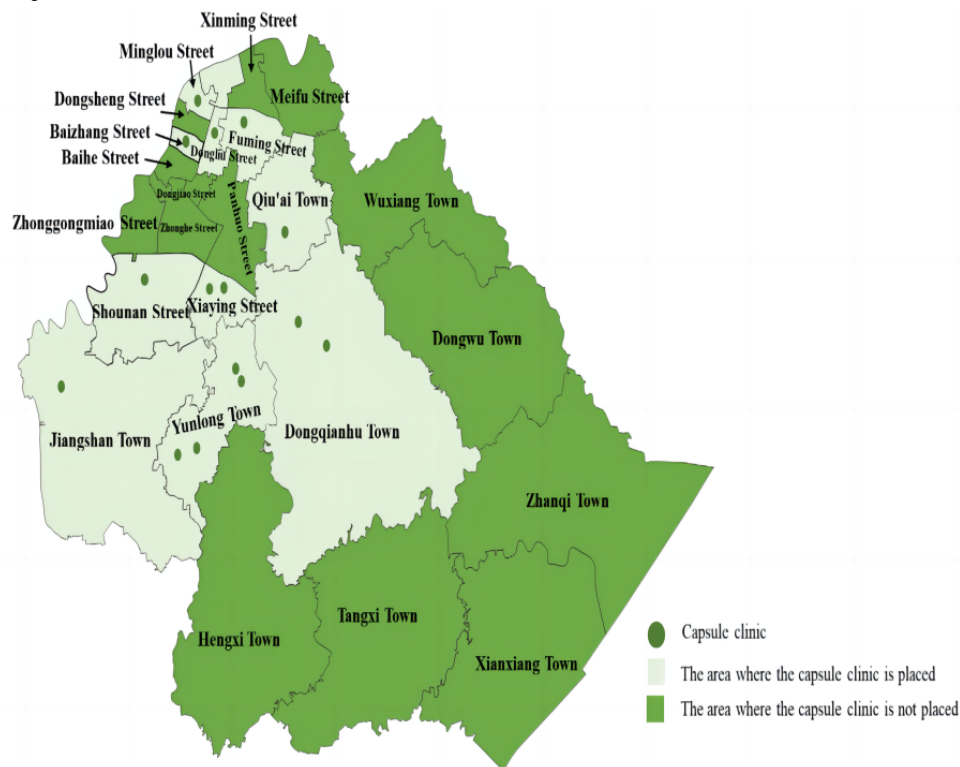 Xinming Street
Minglou Street
Meifu Street
Dongsheng Street
Baizhang Street
Fuming Street
Dongliu Street
Baihe Street
Dongjiao Street
Panhuo Street
Qiu'ai Town
Wuxiang Town
Zhonggongmiao Street
Zhonghe Street
Shounan Street
Xiaying Street
Dongwu Town
Jiangshan Town
Yunlong Town
Dongqianhu Town
Zhanqi Town
Tangxi Town
Hengxi Town
Xianxiang Town
Capsule clinic
The area where the capsule clinic is placed
The area where the capsule clinic is not placed